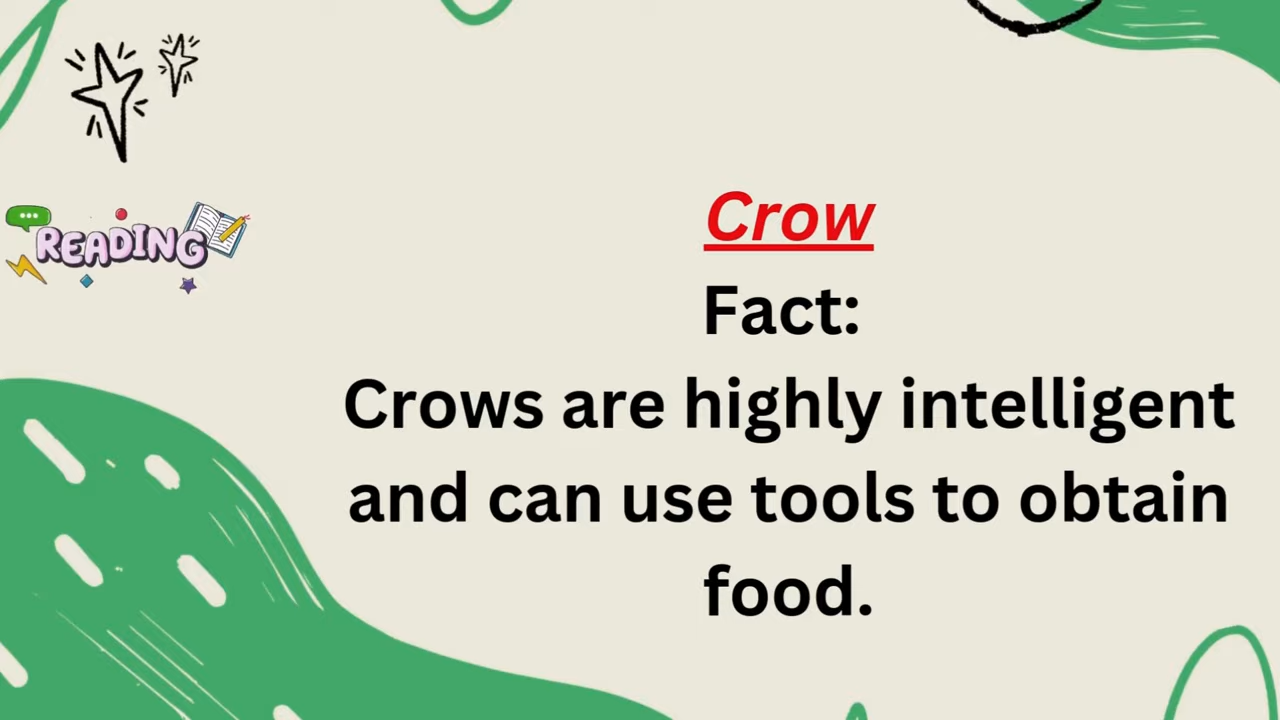 READING
Crow
Fact:
Crows are highly intelligent
and can use tools to obtain
food.